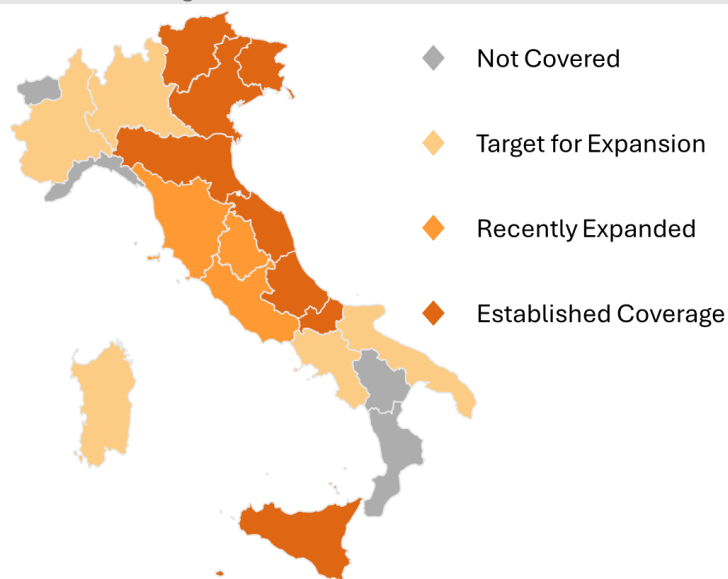 Not Covered
Target for Expansion
Recently Expanded
Established Coverage